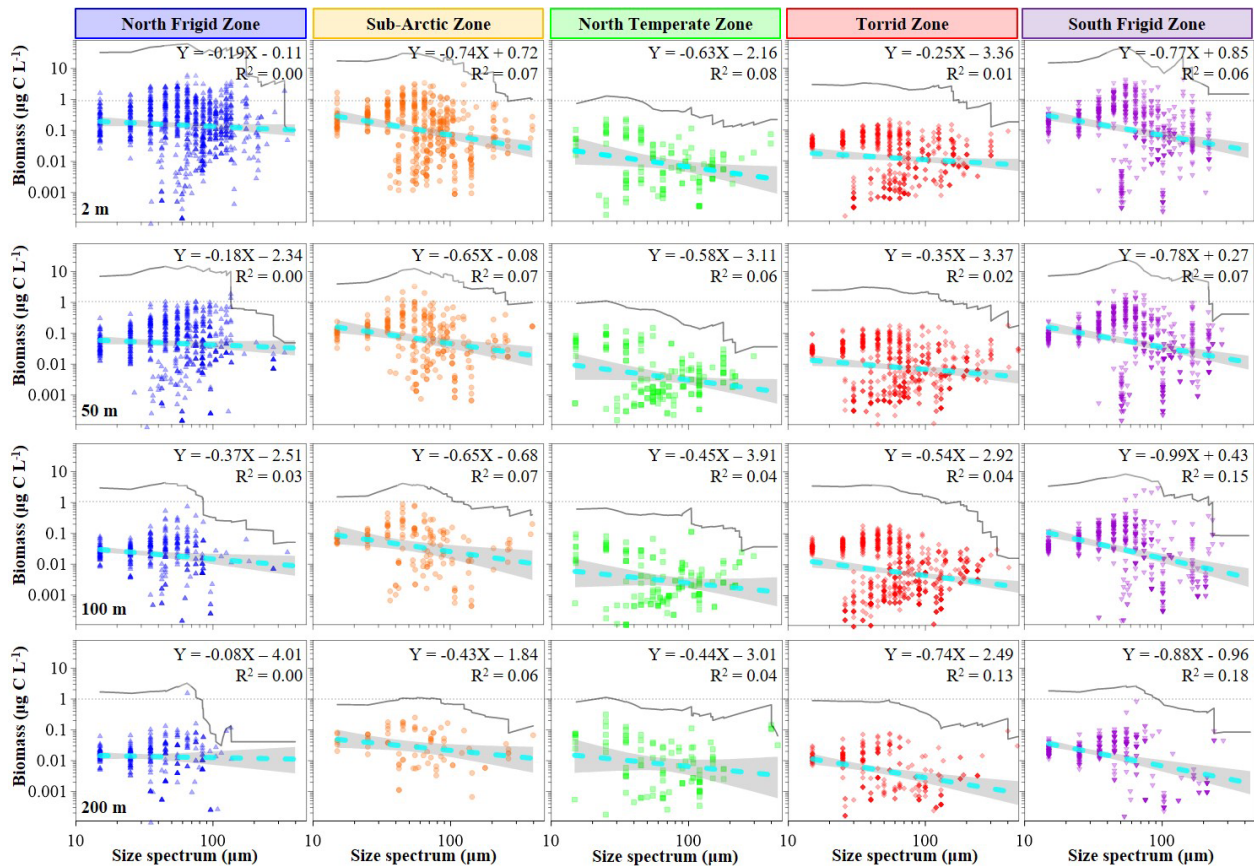 North Frigid Zone Sub-Arctic Zone North Temperate Zone Torrid Zone South Frigid Zone
Y = -0.19X - 0.11 Y = -0.74X + 0.72 Y = -0.63X – 2.16 Y = -0.25X – 3.36 Y = -0.77X + 0.85
R² = 0.00 R² = 0.07 R² = 0.08 R² = 0.01 R² = 0.06
Biomass (µg C L⁻¹)
10
1
0.1
0.01
0.001
2 m
Y = -0.18X – 2.34 Y = -0.65X - 0.08 Y = -0.58X – 3.11 Y = -0.35X – 3.37 Y = -0.78X + 0.27
R² = 0.00 R² = 0.07 R² = 0.06 R² = 0.02 R² = 0.07
Biomass (µg C L⁻¹)
10
1
0.1
0.01
0.001
50 m
Y = -0.37X – 2.51 Y = -0.65X – 0.68 Y = -0.45X – 3.91 Y = -0.54X – 2.92 Y = -0.99X + 0.43
R² = 0.03 R² = 0.07 R² = 0.04 R² = 0.04 R² = 0.15
Biomass (µg C L⁻¹)
10
1
0.1
0.01
0.001
100 m
Y = -0.08X – 4.01 Y = -0.43X – 1.84 Y = -0.44X – 3.01 Y = -0.74X – 2.49 Y = -0.88X - 0.96
R² = 0.00 R² = 0.06 R² = 0.04 R² = 0.13 R² = 0.18
Biomass (µg C L⁻¹)
10
1
0.1
0.01
0.001
200 m
10 100 10 100 10 100 10 100 10 100
Size spectrum (µm) Size spectrum (µm) Size spectrum (µm) Size spectrum (µm) Size spectrum (µm)